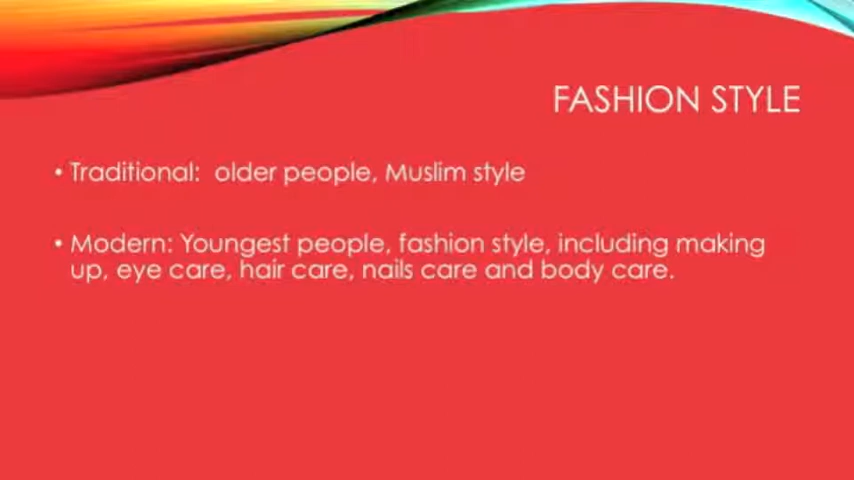 FASHION STYLE
• Traditional:  older people, Muslim style
• Modern: Youngest people, fashion style, including making
up, eye care, hair care, nails care and body care.